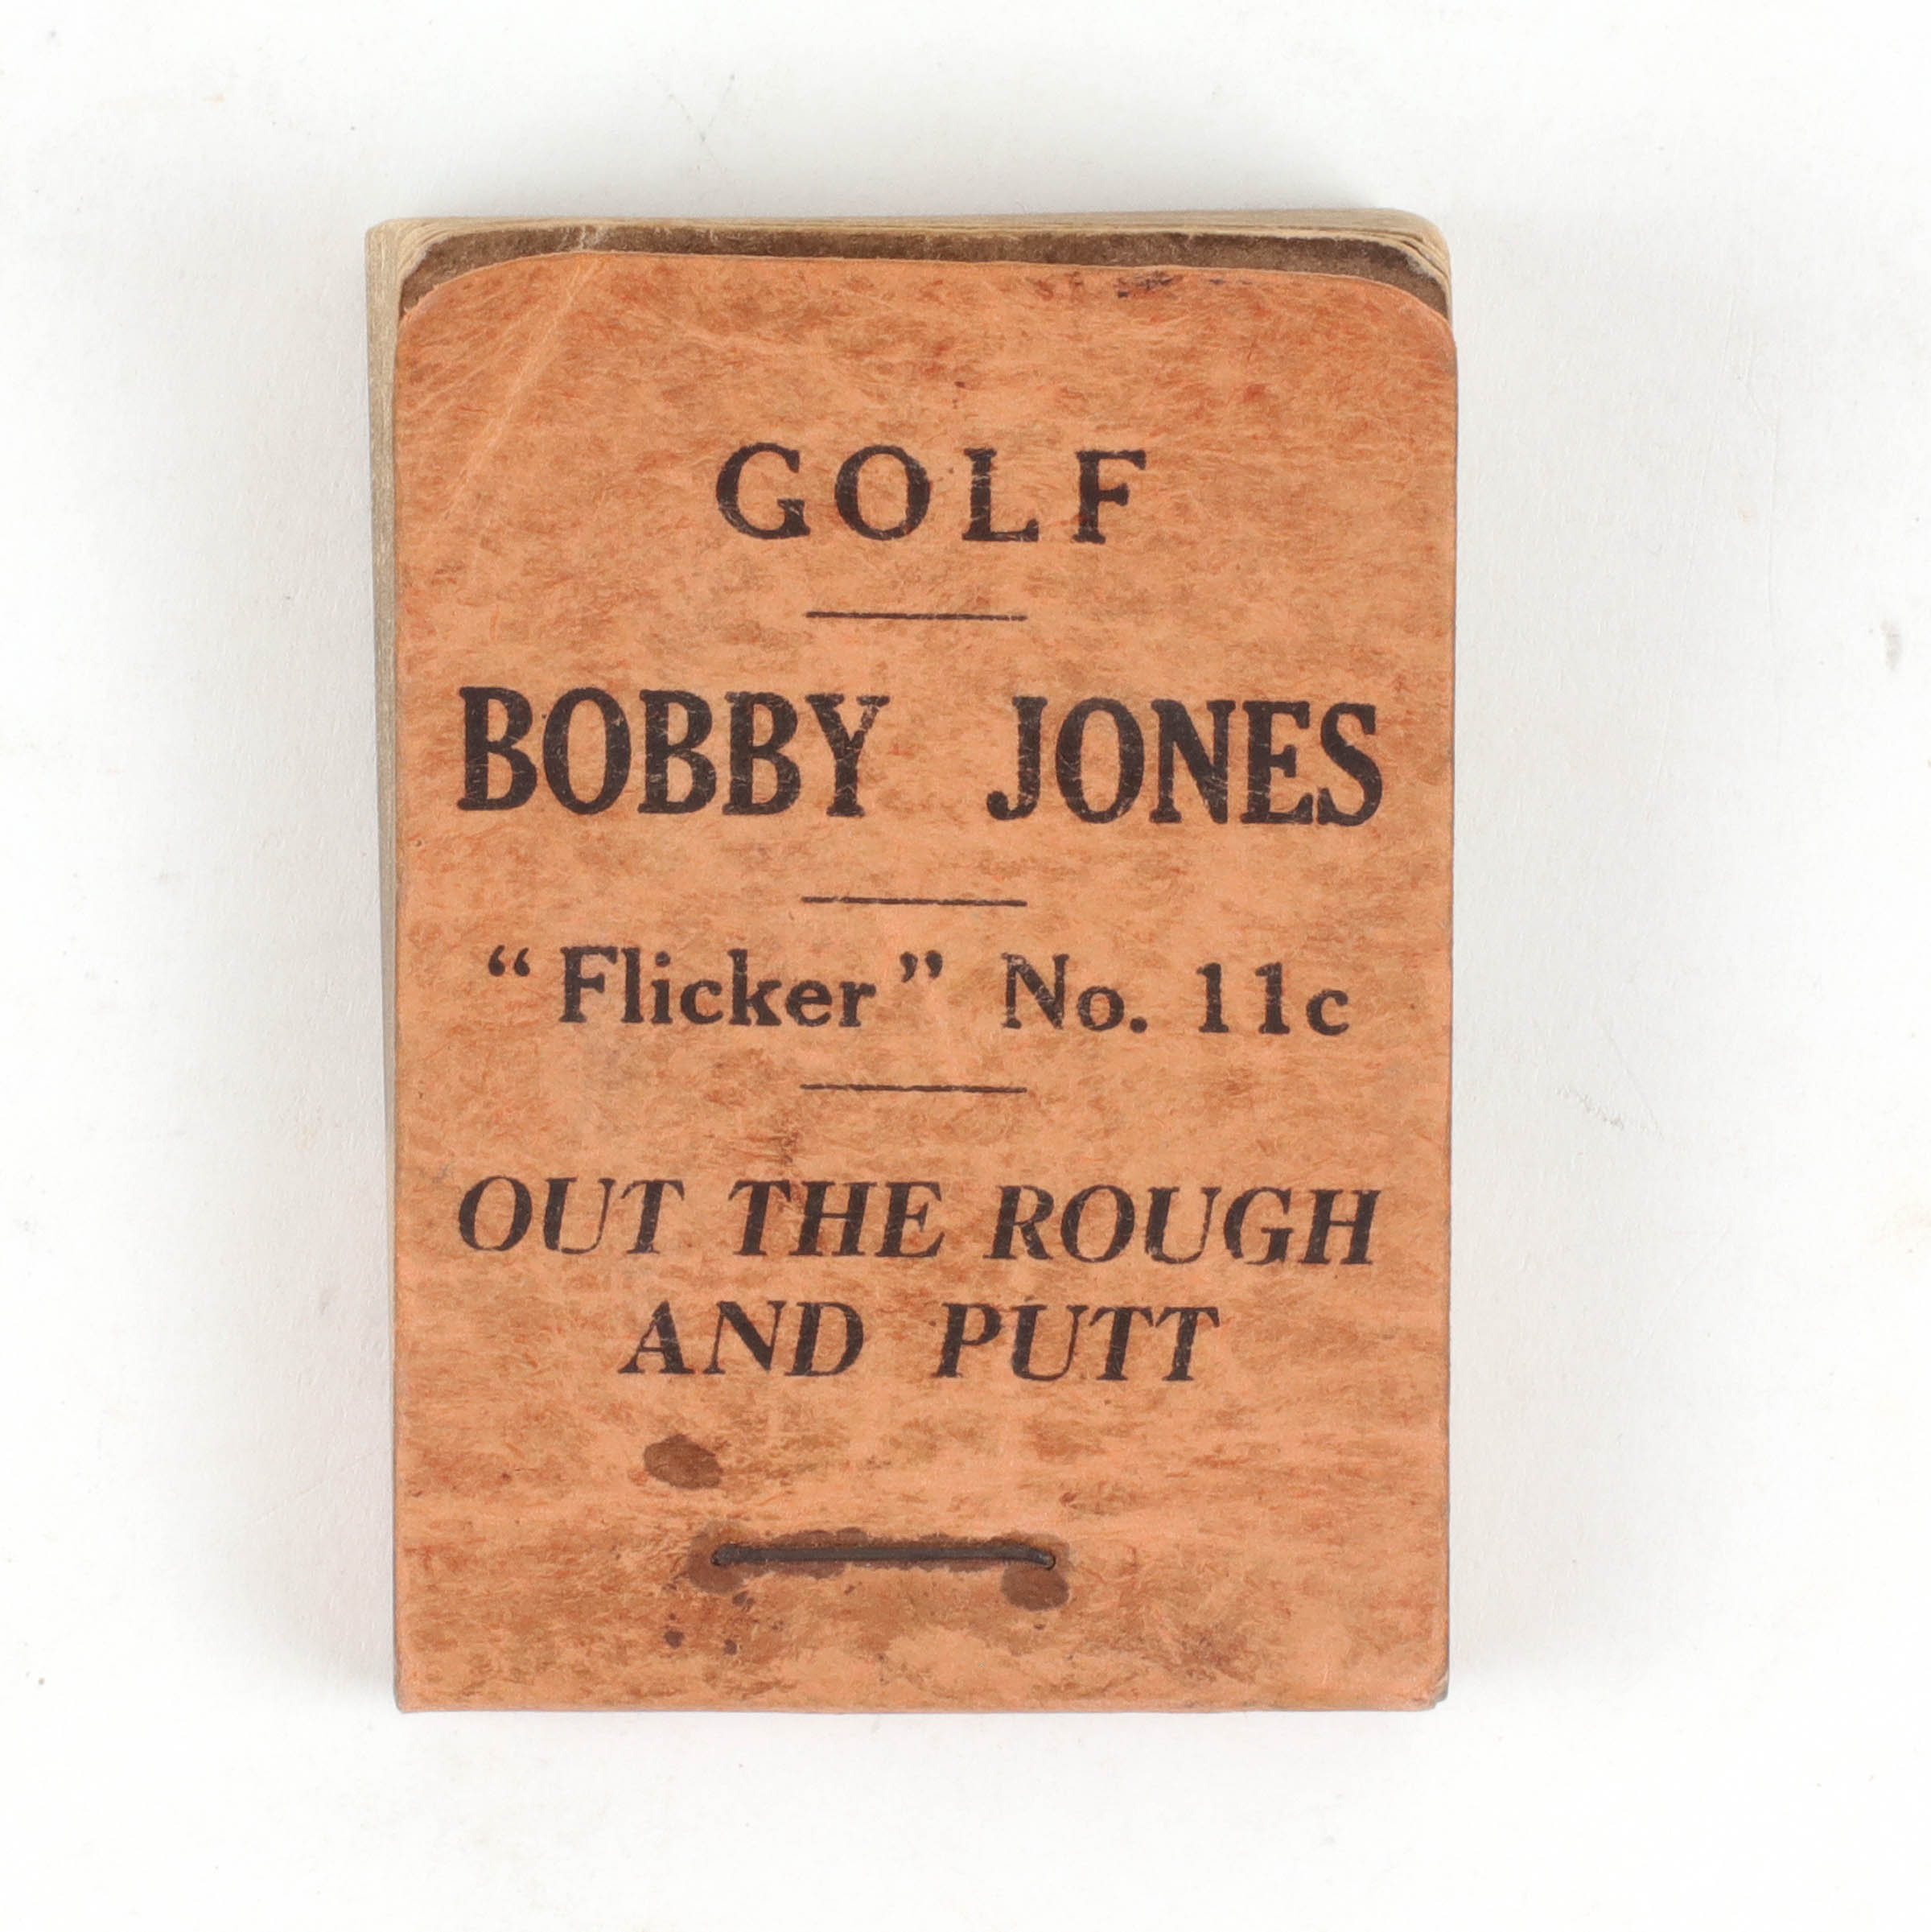 GOLF
BOBBY JONES
“Flicker” No. 11c
OUT THE ROUGH
AND PUTT